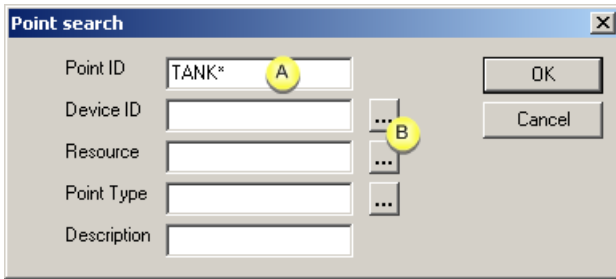 Point search
Point ID TANK* A OK
Device ID ... Cancel
B
Resource ...
Point Type ...
Description